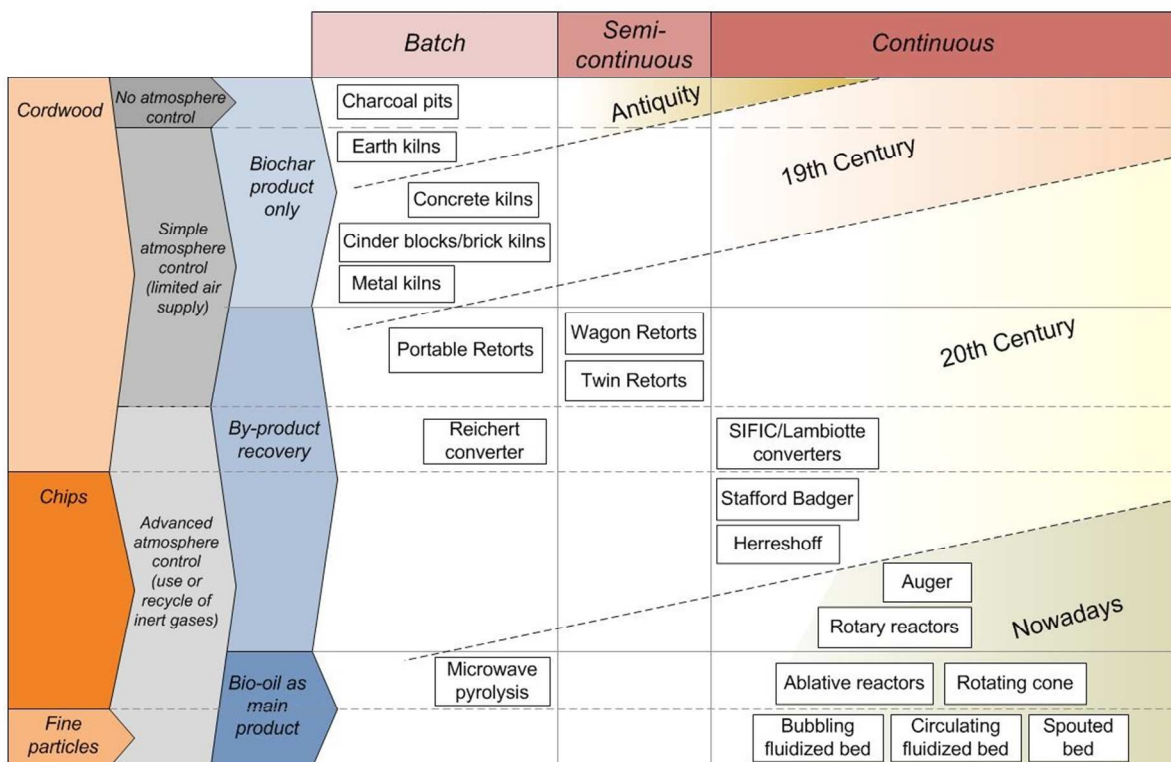 Batch
Semi-
continuous
Continuous
Cordwood
No atmosphere
control
Charcoal pits
Antiquity
Earth kilns
Biochar
product
only
19th Century
Concrete kilns
Simple
atmosphere
control
(limited air
supply)
Cinder blocks/brick kilns
Metal kilns
Portable Retorts
Wagon Retorts
Twin Retorts
20th Century
By-product
recovery
Reichert
converter
SIFIC/Lambiotte
converters
Chips
Stafford Badger
Herreshoff
Advanced
atmosphere
control
(use or
recycle of
inert gases)
Auger
Rotary reactors
Nowadays
Bio-oil as
main
product
Microwave
pyrolysis
Ablative reactors
Rotating cone
Fine
particles
Bubbling
fluidized bed
Circulating
fluidized bed
Spouted
bed